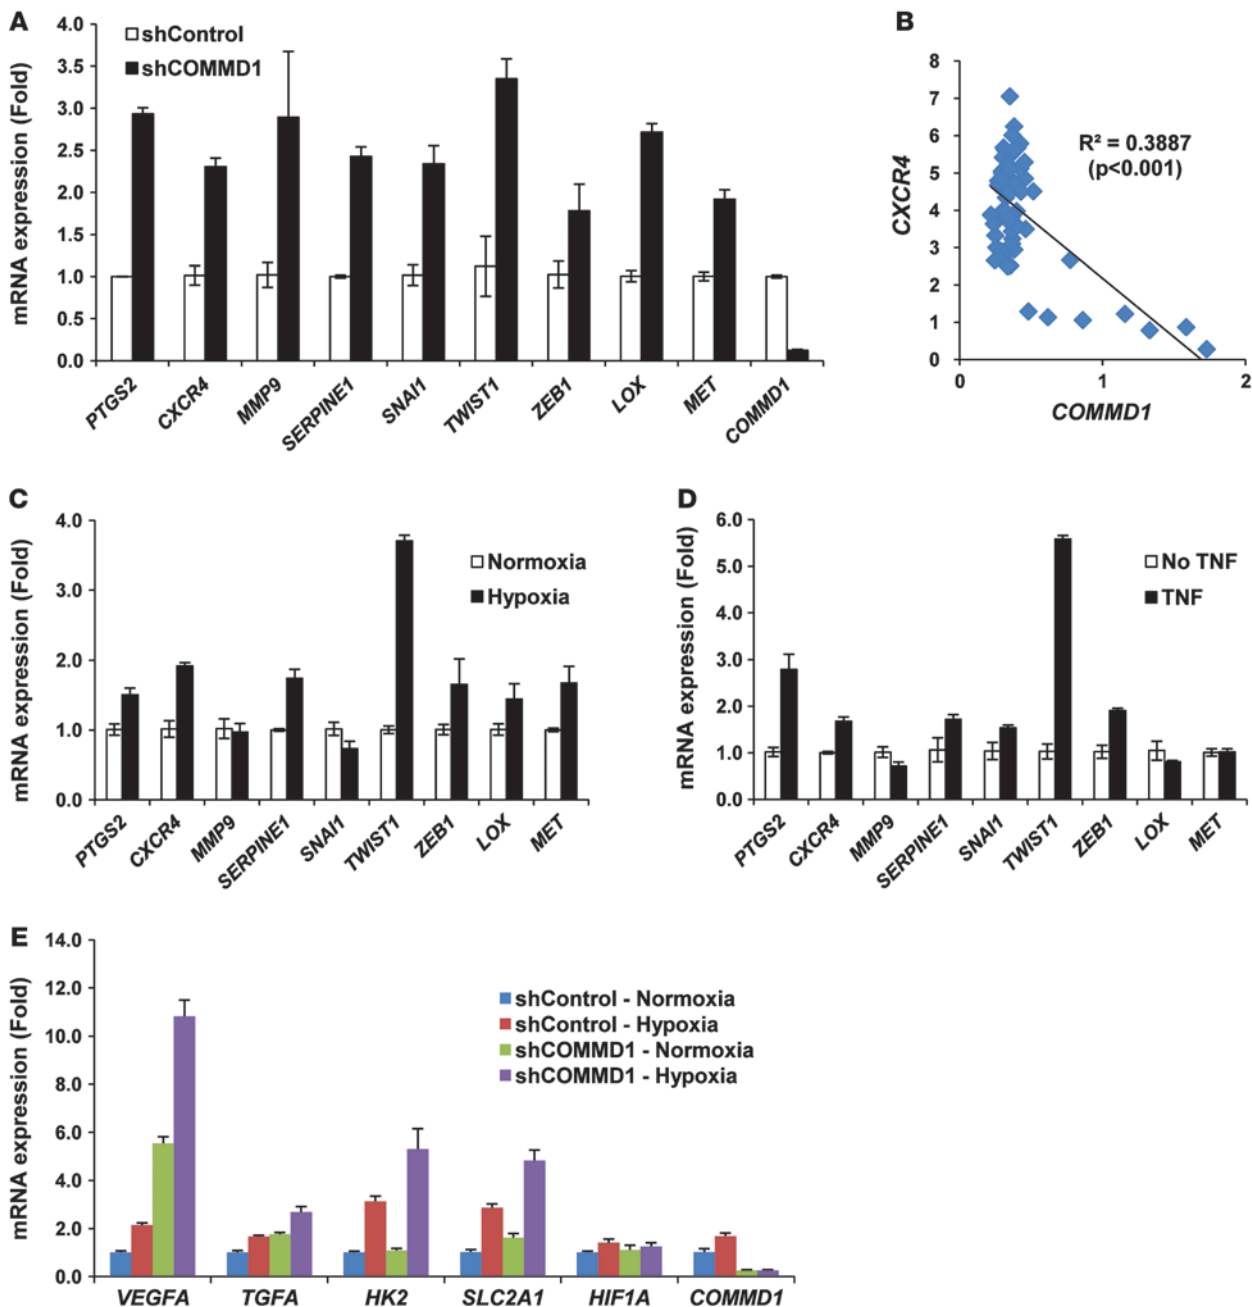 A
mRNA expression (Fold)
4.0
3.5
3.0
2.5
2.0
1.5
1.0
0.5
0.0
shControl
shCOMMD1
PTGS2
CXCR4
MMP9
SERPINE1
SNAI1
TWIST1
ZEB1
LOX
MET
COMMD1
B
CXCR4
8
7
6
5
4
3
2
1
0
R² = 0.3887
(p<0.001)
0 1 2
COMMD1
C
mRNA expression (Fold)
4.0
3.0
2.0
1.0
0.0
Normoxia
Hypoxia
PTGS2
CXCR4
MMP9
SERPINE1
SNAI1
TWIST1
ZEB1
LOX
MET
D
mRNA expression (Fold)
6.0
5.0
4.0
3.0
2.0
1.0
0.0
No TNF
TNF
PTGS2
CXCR4
MMP9
SERPINE1
SNAI1
TWIST1
ZEB1
LOX
MET
E
mRNA expression (Fold)
14.0
12.0
10.0
8.0
6.0
4.0
2.0
0.0
shControl - Normoxia
shControl - Hypoxia
shCOMMD1 - Normoxia
shCOMMD1 - Hypoxia
VEGFA TGFA HK2 SLC2A1 HIF1A COMMD1